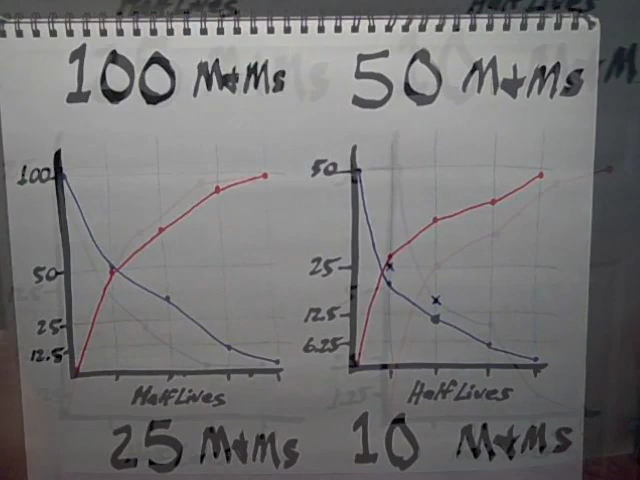 100 M&Ms
50 M&Ms
100
50
25
12.5
Half Lives
50
25
12.5
6.25
Half Lives
25 M&Ms
10 M&Ms